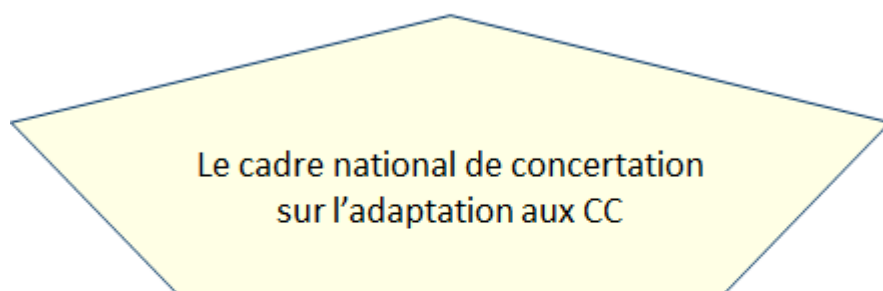 Le cadre national de concertation
sur l’adaptation aux CC